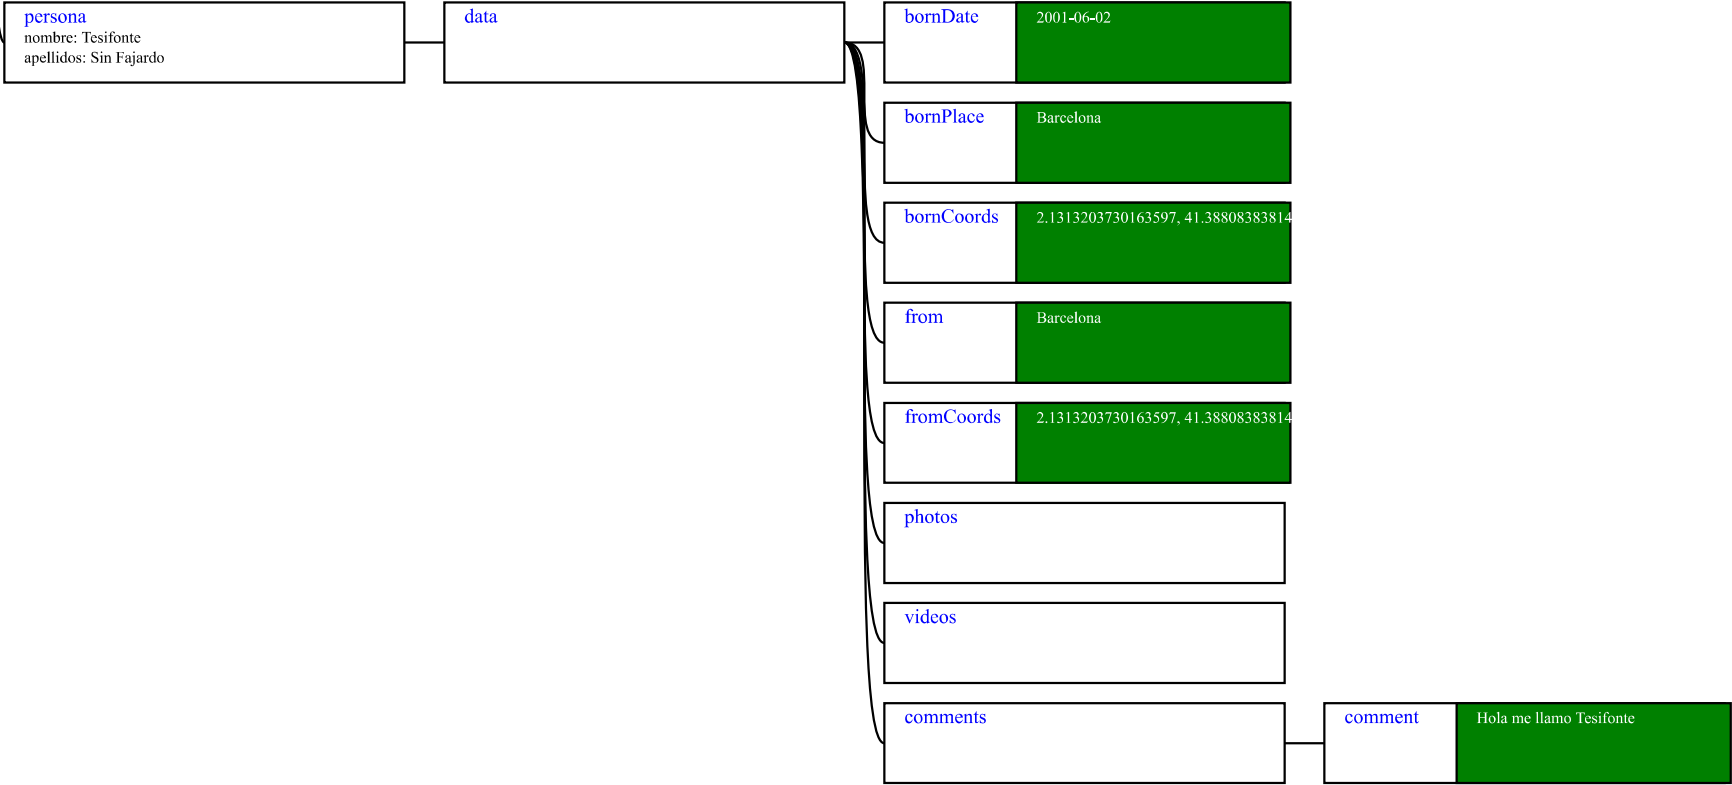 persona
nombre: Tesifonte
apellidos: Sin Fajardo
data
bornDate
2001-06-02
bornPlace
Barcelona
bornCoords
2.1313203730163597, 41.38808383814
from
Barcelona
fromCoords
2.1313203730163597, 41.38808383814
photos
videos
comments
comment
Hola me llamo Tesifonte